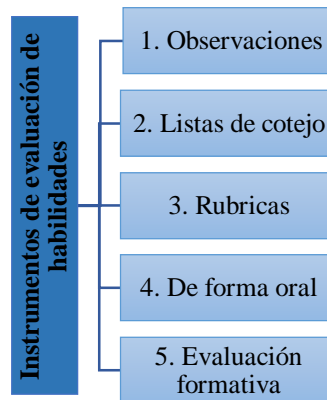 Instrumentos de evaluación de
habilidades
1. Observaciones
2. Listas de cotejo
3. Rubricas
4. De forma oral
5. Evaluación
formativa